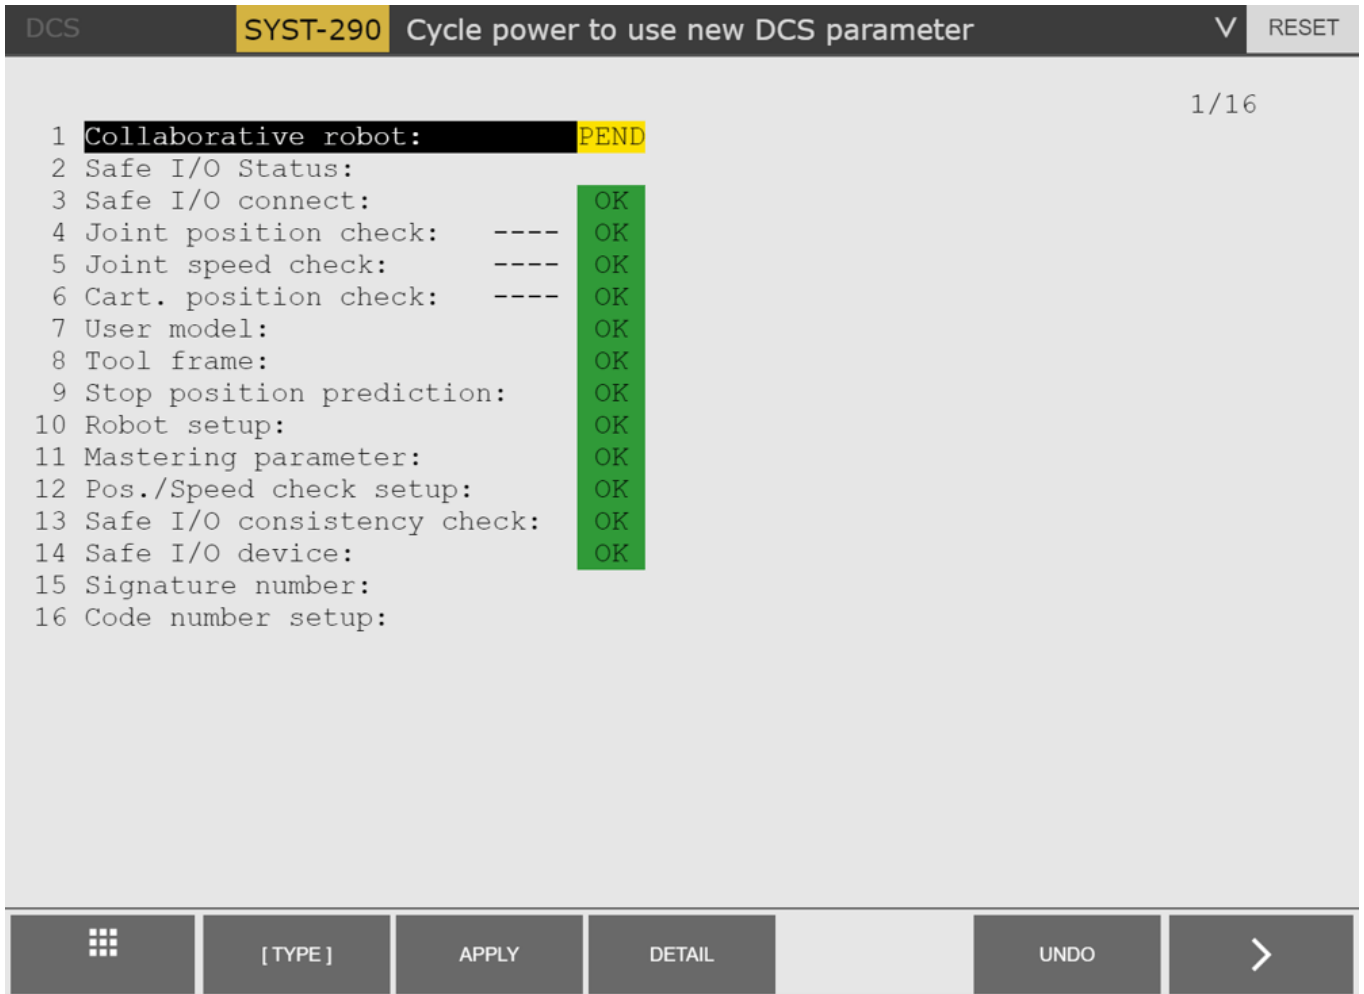 DCS SYST-290 Cycle power to use new DCS parameter V RESET
1/16
1 Collaborative robot: PEND
2 Safe I/O Status:
3 Safe I/O connect: OK
4 Joint position check: ---- OK
5 Joint speed check: ---- OK
6 Cart. position check: ---- OK
7 User model: OK
8 Tool frame: OK
9 Stop position prediction: OK
10 Robot setup: OK
11 Mastering parameter: OK
12 Pos./Speed check setup: OK
13 Safe I/O consistency check: OK
14 Safe I/O device: OK
15 Signature number:
16 Code number setup:
[ TYPE ] APPLY DETAIL UNDO >